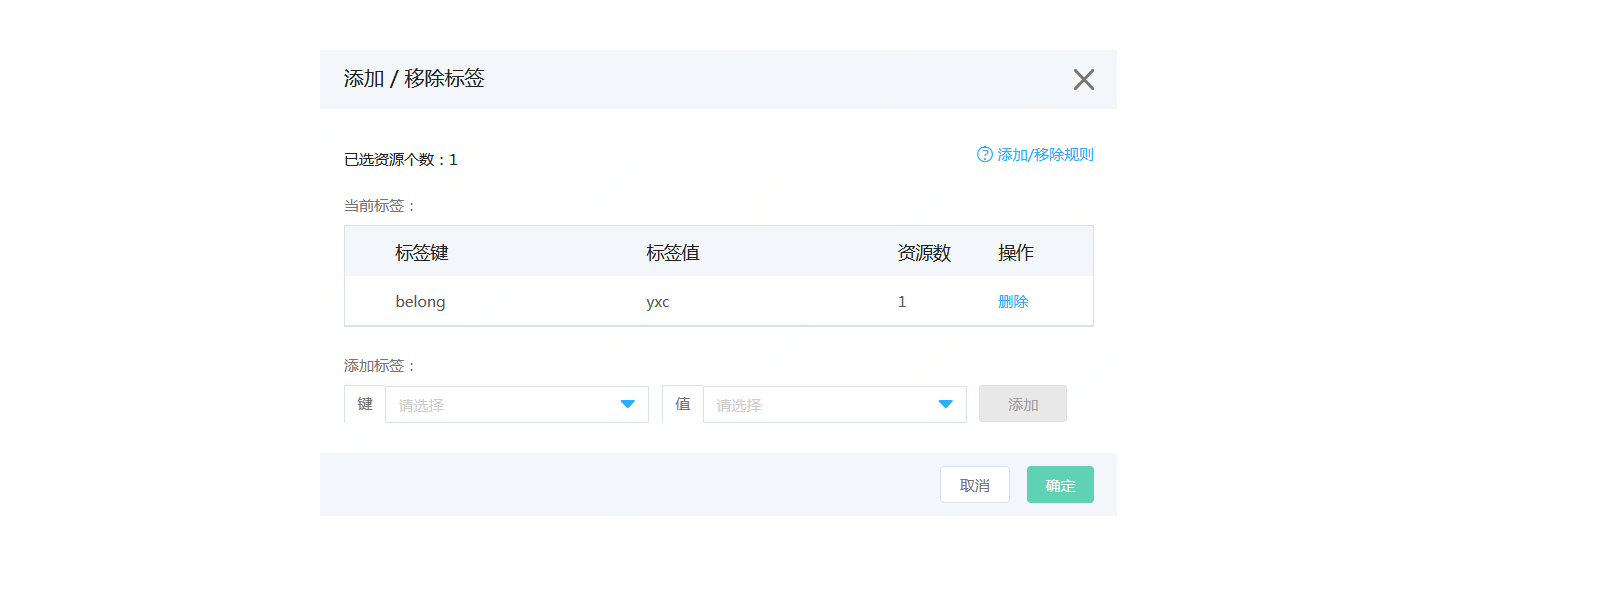 添加 / 移除标签
已选资源个数：1
添加/移除规则
当前标签：
标签键 标签值 资源数 操作
belong yxc 1 删除
添加标签：
键 请选择 值 请选择 添加
取消 确定